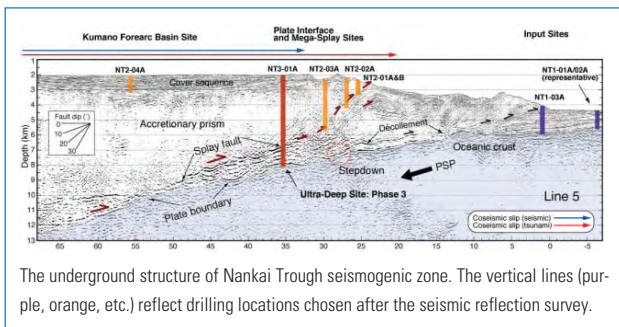 Kumano Forearc Basin Site
Plate Interface
and Mega-Splay Sites
Input Sites
NT2-04A
NT3-01A
NT2-03A
NT2-02A
NT2-01A&B
NT1-01A/02A
(representative)
NT1-03A
Cover sequence
Fault dip (°)
0
10
20
30
Accretionary prism
Splay fault
Décollement
Oceanic crust
Stepdown
PSP
Plate boundary
Ultra-Deep Site: Phase 3
Line 5
Coseismic slip (seismic)
Coseismic slip (tsunami)
Depth (km)
1
2
3
4
5
6
7
8
9
10
11
12
13
65 60 55 50 45 40 35 30 25 20 15 10 5 0 -5
The underground structure of Nankai Trough seismogenic zone. The vertical lines (pur-
ple, orange, etc.) reflect drilling locations chosen after the seismic reflection survey.